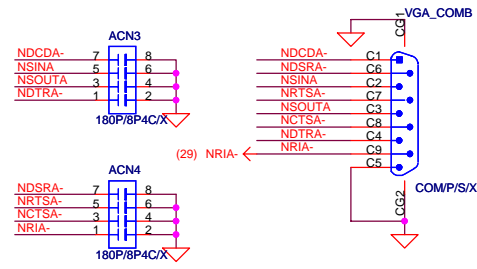 ACN3
NDCDA- 7 8
NSINA 5 6
NSOUTA 3 4
NDTRA- 1 2
180P/8P4C/X
ACN4
NDSRA- 7 8
NRTSA- 5 6
NCTSA- 3 4
NRIA- 1 2
180P/8P4C/X
VGA_COMB
CG1
NDCDA- C1
NDSRA- C6
NSINA C2
NRTSA- C7
NSOUTA C3
NCTSA- C8
NDTRA- C4
(29) NRIA- C9
C5
CG2
COM/P/S/X